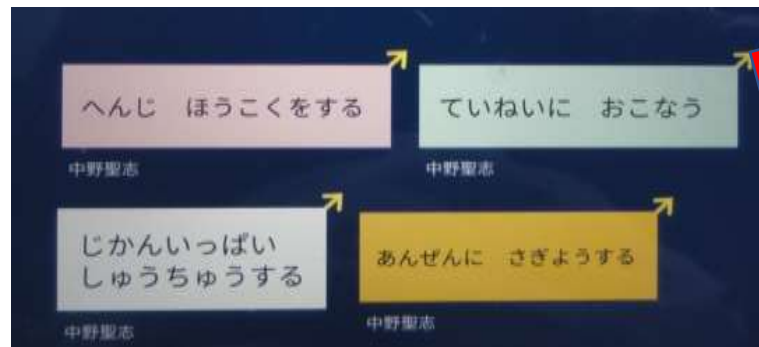 へんじ　ほうこくをする
ていねいに　おこなう
中野聖志
中野聖志
じかんいっぱい
しゅうちゅうする
あんぜんに　さぎようする
中野聖志
中野聖志